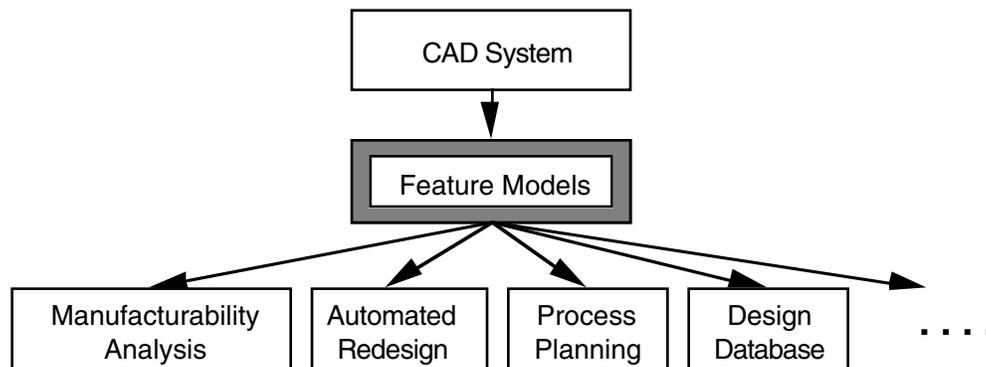 CAD System
Feature Models
Manufacturability
Analysis
Automated
Redesign
Process
Planning
Design
Database
. . . .